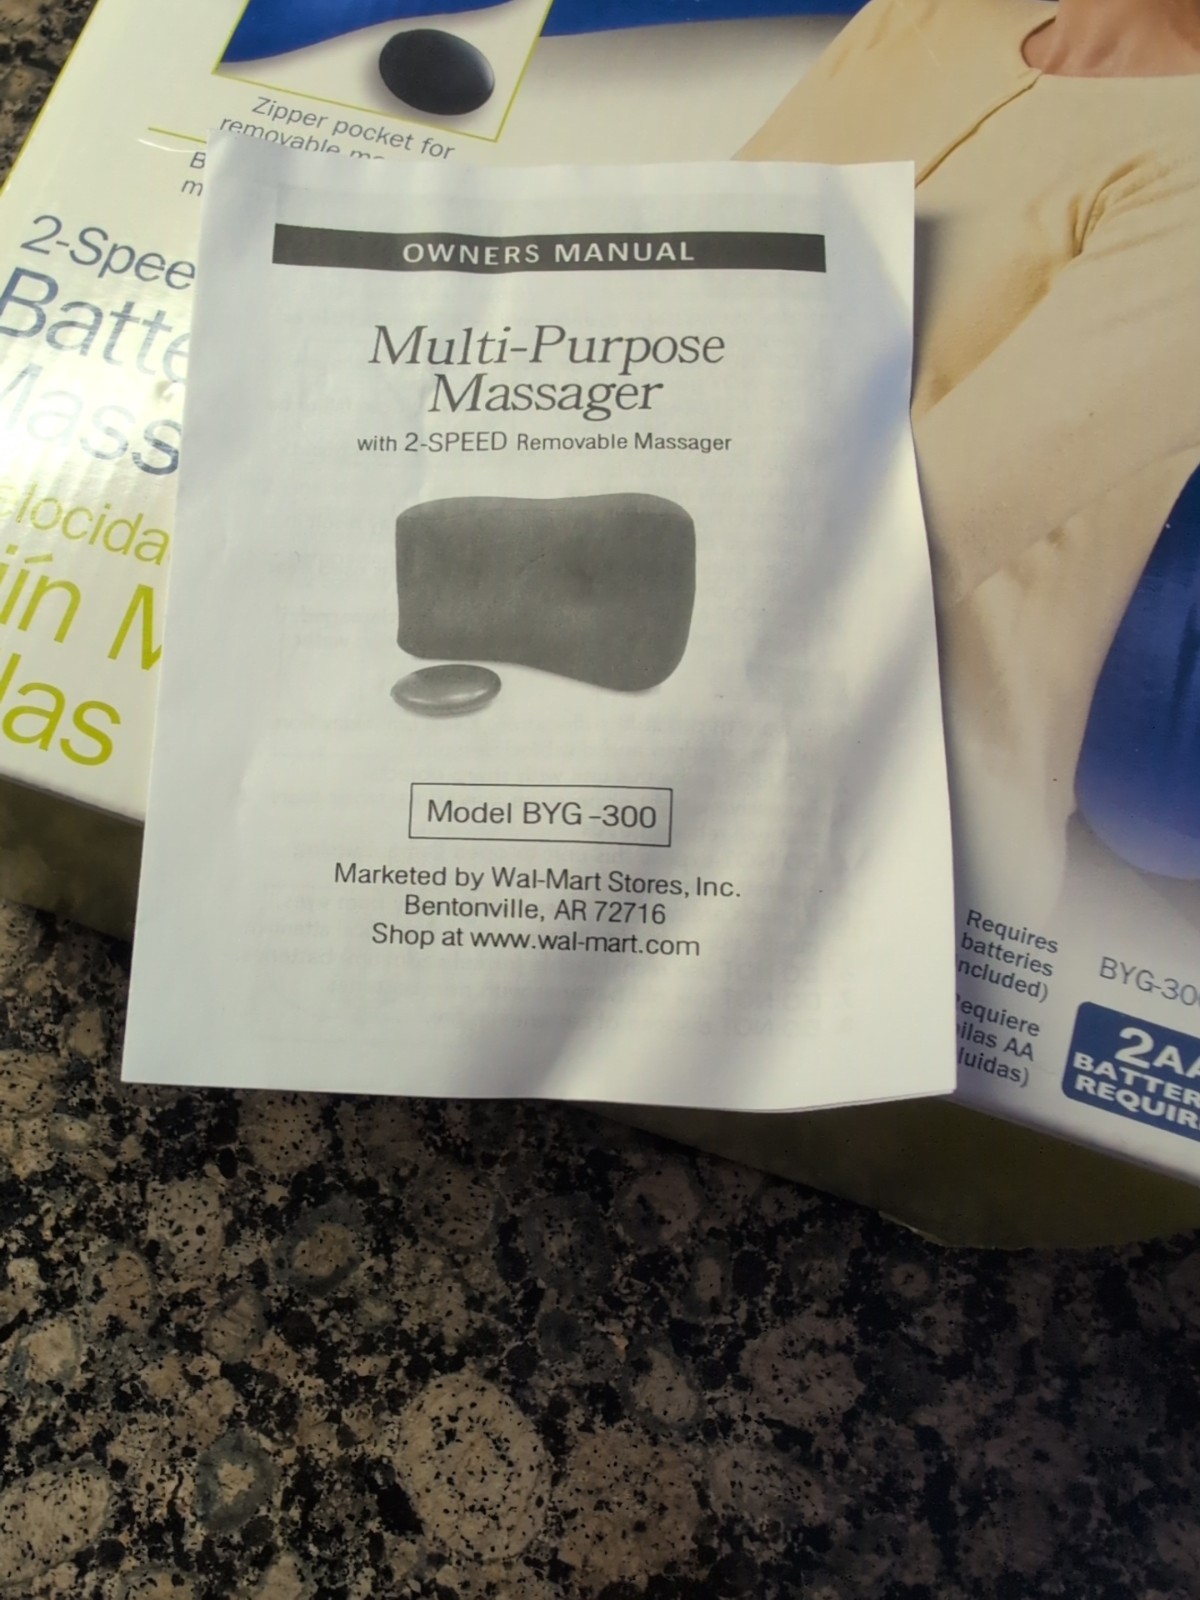 Zipper pocket for
removable
2-Spee
Batte
Mass
elocida
ín M
las
OWNERS MANUAL
Multi-Purpose
Massager
with 2-SPEED Removable Massager
Model BYG-300
Marketed by Wal-Mart Stores, Inc.
Bentonville, AR 72716
Shop at www.wal-mart.com
Requires
batteries
ncluded)
equiere
ilas AA
luidas)
BYG-30
2AA
BATTER
REQUIR